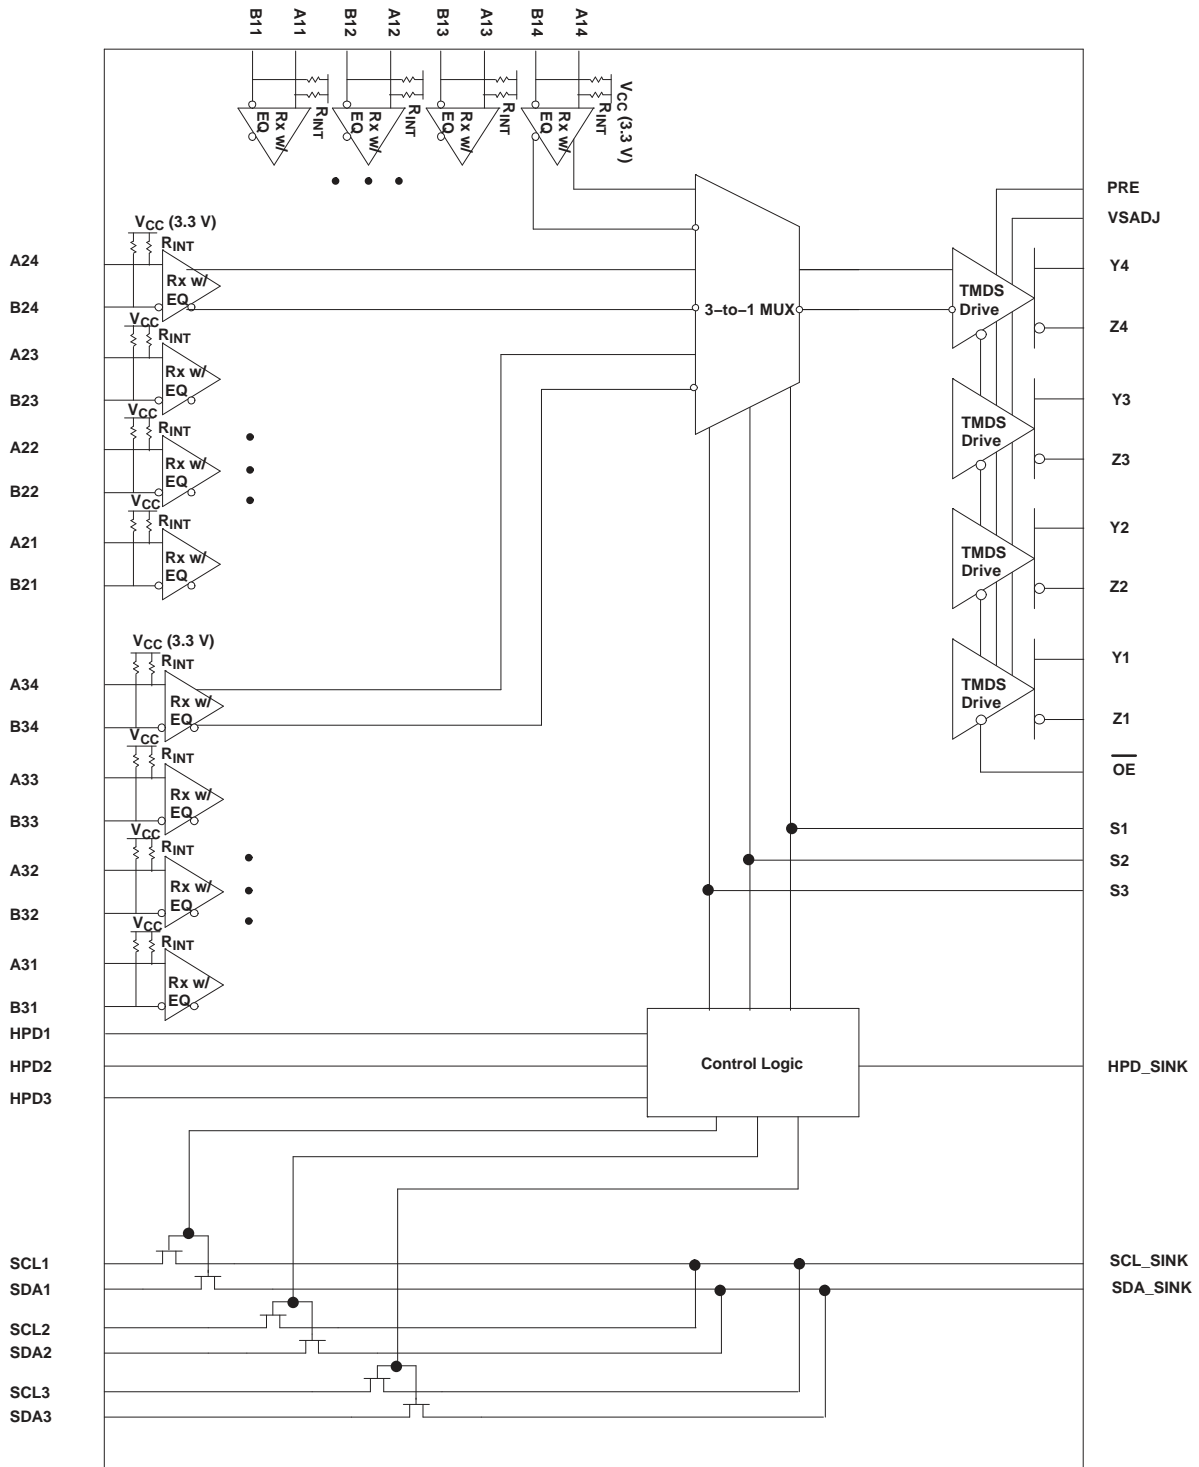 B11
A11
B12
A12
B13
A13
B14
A14
RINT
Rx w/
EQ
RINT
Rx w/
EQ
RINT
Rx w/
EQ
VCC (3.3 V)
RINT
Rx w/
EQ
VCC (3.3 V)
RINT
A24
Rx w/
EQ
B24
VCC
RINT
A23
Rx w/
EQ
B23
VCC
RINT
A22
Rx w/
EQ
B22
VCC
RINT
A21
Rx w/
EQ
B21
VCC (3.3 V)
RINT
A34
Rx w/
EQ
B34
VCC
RINT
A33
Rx w/
EQ
B33
VCC
RINT
A32
Rx w/
EQ
B32
VCC
RINT
A31
Rx w/
EQ
B31
3–to–1 MUX
PRE
VSADJ
TMDS
Drive
Y4
Z4
TMDS
Drive
Y3
Z3
TMDS
Drive
Y2
Z2
TMDS
Drive
Y1
Z1
OE
S1
S2
S3
HPD1
HPD2
HPD3
Control Logic
HPD_SINK
SCL1
SDA1
SCL2
SDA2
SCL3
SDA3
SCL_SINK
SDA_SINK